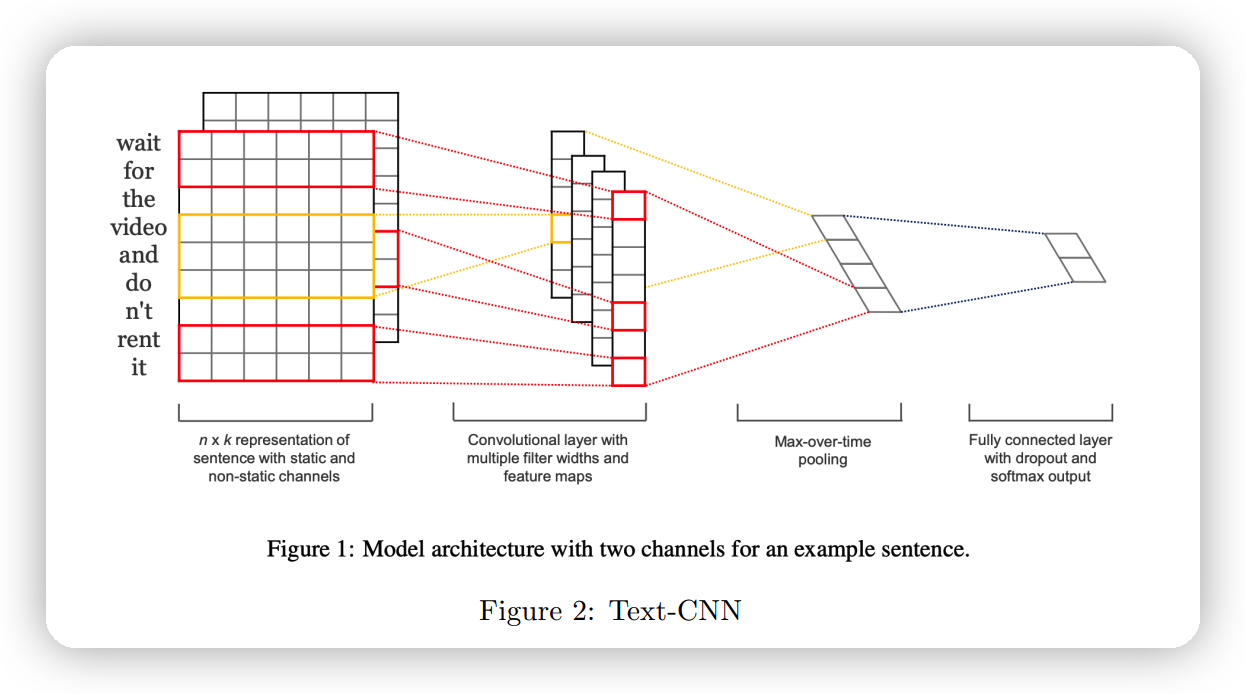 wait
for
the
video
and
do
n't
rent
it
n x k representation of
sentence with static and
non-static channels
Convolutional layer with
multiple filter widths and
feature maps
Max-over-time
pooling
Fully connected layer
with dropout and
softmax output
Figure 1: Model architecture with two channels for an example sentence.
Figure 2: Text-CNN